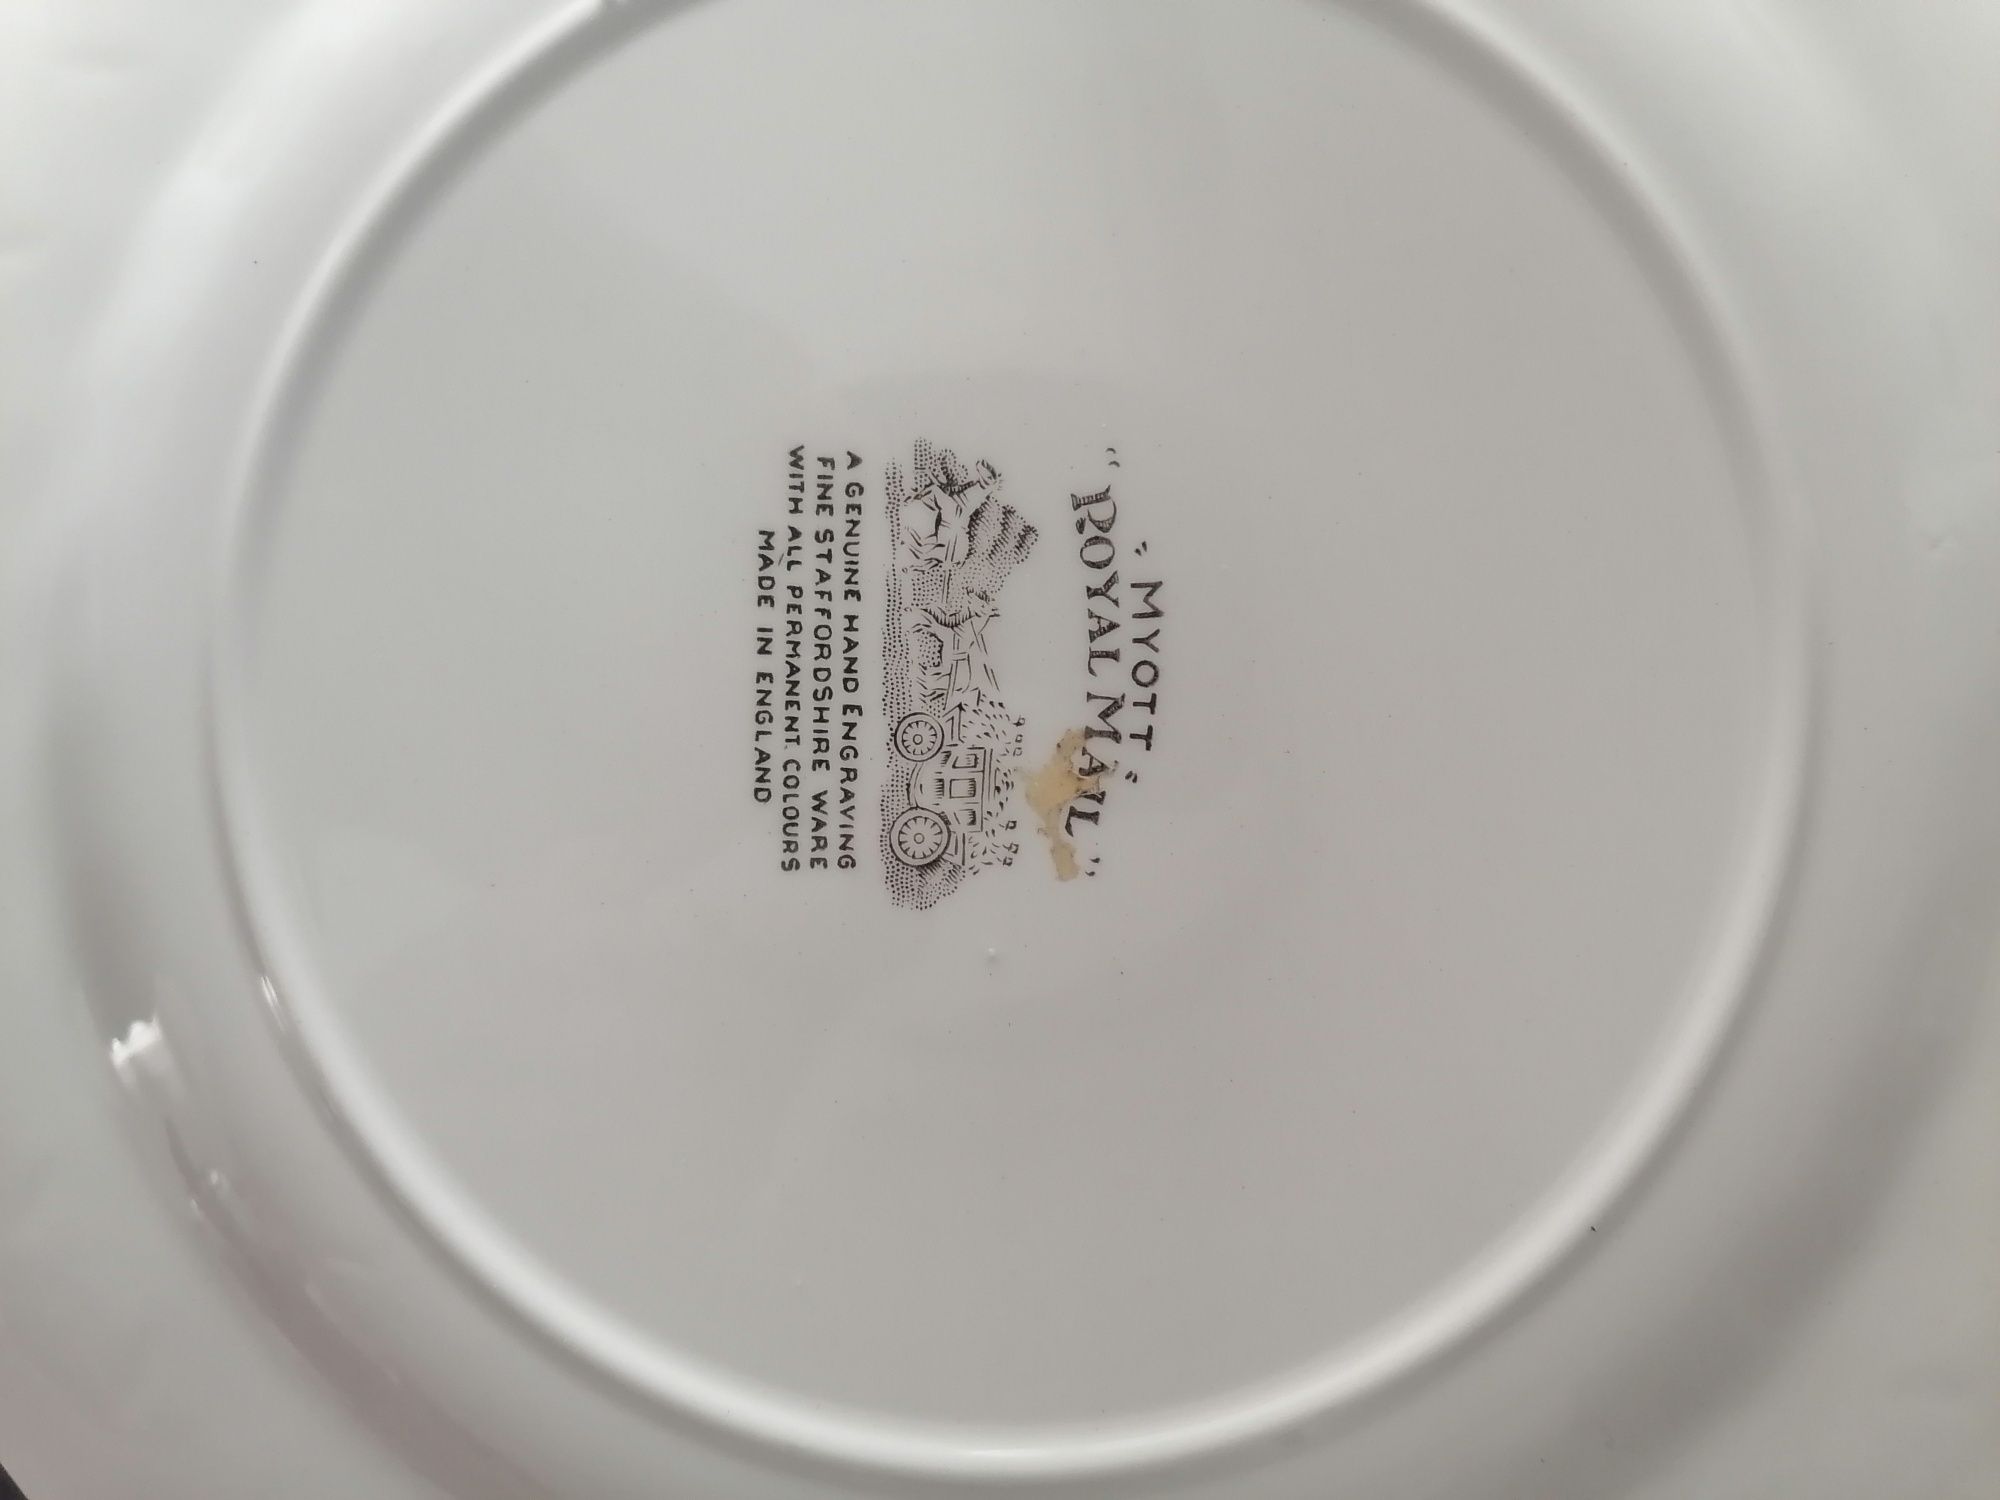 "MYOTT"
"ROYAL MAIL"
A GENUINE HAND ENGRAVING
FINE STAFFORDSHIRE WARE
WITH ALL PERMANENT COLOURS
MADE IN ENGLAND